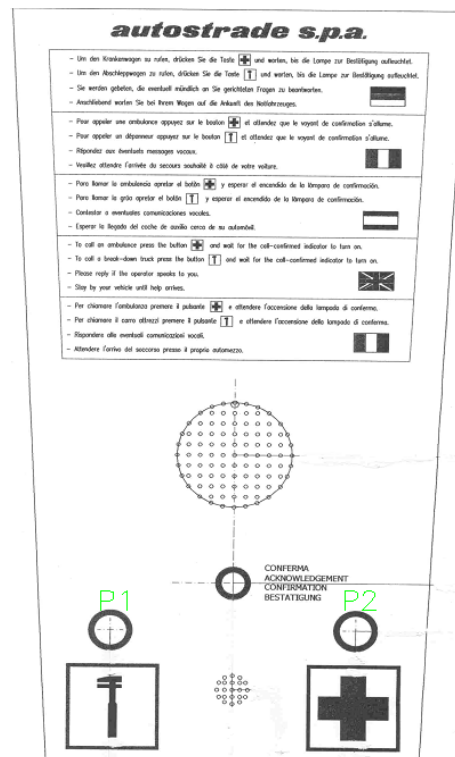 autostrade s.p.a.
- Um den Krankenwagen zu rufen, drücken Sie die Taste und warten, bis die Lampe zur Bestätigung aufleuchtet.
- Um den Abschleppwagen zu rufen, drücken Sie die Taste und warten, bis die Lampe zur Bestätigung aufleuchtet.
- Sie werden gebeten, die eventuell mündlich an Sie gerichteten Fragen zu beantworten.
- Anschließend warten Sie bei Ihrem Wagen auf die Ankunft des Notfahrzeuges.
- Pour appeler une ambulance appuyez sur le bouton et attendez que le voyant de confirmation s'allume.
- Pour appeler un dépanneur appuyez sur le bouton et attendez que le voyant de confirmation s'allume.
- Répondez aux éventuels messages vocaux.
- Veuillez attendre l'arrivée du secours souhaité à côté de votre voiture.
- Para llamar la ambulancia apretar el botón y esperar el encendido de la lámpara de confirmación.
- Para llamar la grúa apretar el botón y esperar el encendido de la lámpara de confirmación.
- Contestar a eventuales comunicaciones vocales.
- Esperar la llegada del coche de auxilio cerca de su automóvil.
- To call an ambulance press the button and wait for the call-confirmed indicator to turn on.
- To call a break-down truck press the button and wait for the call-confirmed indicator to turn on.
- Please reply if the operator speaks to you.
- Stay by your vehicle until help arrives.
- Per chiamare l'ambulanza premere il pulsante e attendere l'accensione della lampada di conferma.
- Per chiamare il carro attrezzi premere il pulsante e attendere l'accensione della lampada di conferma.
- Rispondere alle eventuali comunicazioni vocali.
- Attendere l'arrivo del soccorso presso il proprio automezzo.
CONFERMA
ACKNOWLEDGEMENT
CONFIRMATION
BESTATIGUNG
P1
P2